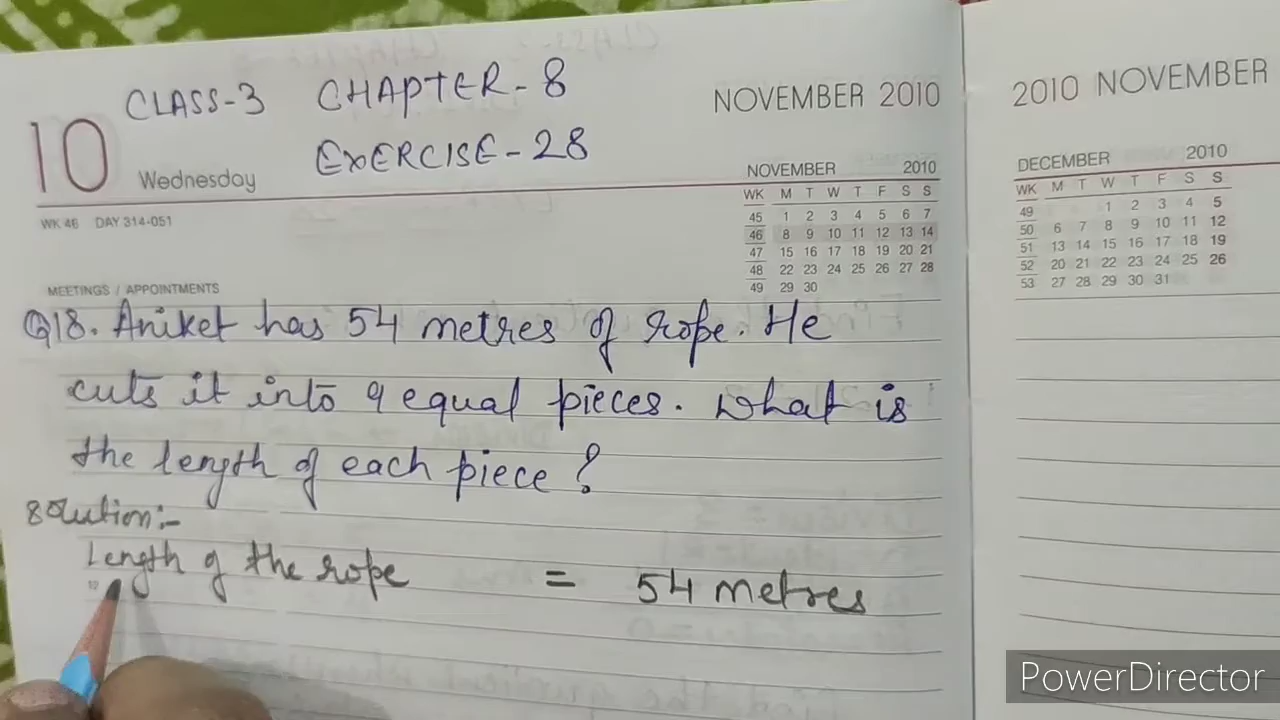 CLASS-3 CHAPTER-8
EXERCISE-28
10
Wednesday
WK 46 DAY 314-051
NOVEMBER 2010
NOVEMBER 2010
WK M T W T F S S
45 1 2 3 4 5 6 7
46 8 9 10 11 12 13 14
47 15 16 17 18 19 20 21
48 22 23 24 25 26 27 28
49 29 30
MEETINGS / APPOINTMENTS
Q18. Aniket has 54 metres of rope. He
cuts it into 9 equal pieces. What is
the length of each piece?
Solution:-
Length of the rope = 54 metres
2010 NOVEMBER
DECEMBER 2010
WK M T W T F S S
49 1 2 3 4 5
50 6 7 8 9 10 11 12
51 13 14 15 16 17 18 19
52 20 21 22 23 24 25 26
53 27 28 29 30 31
PowerDirector